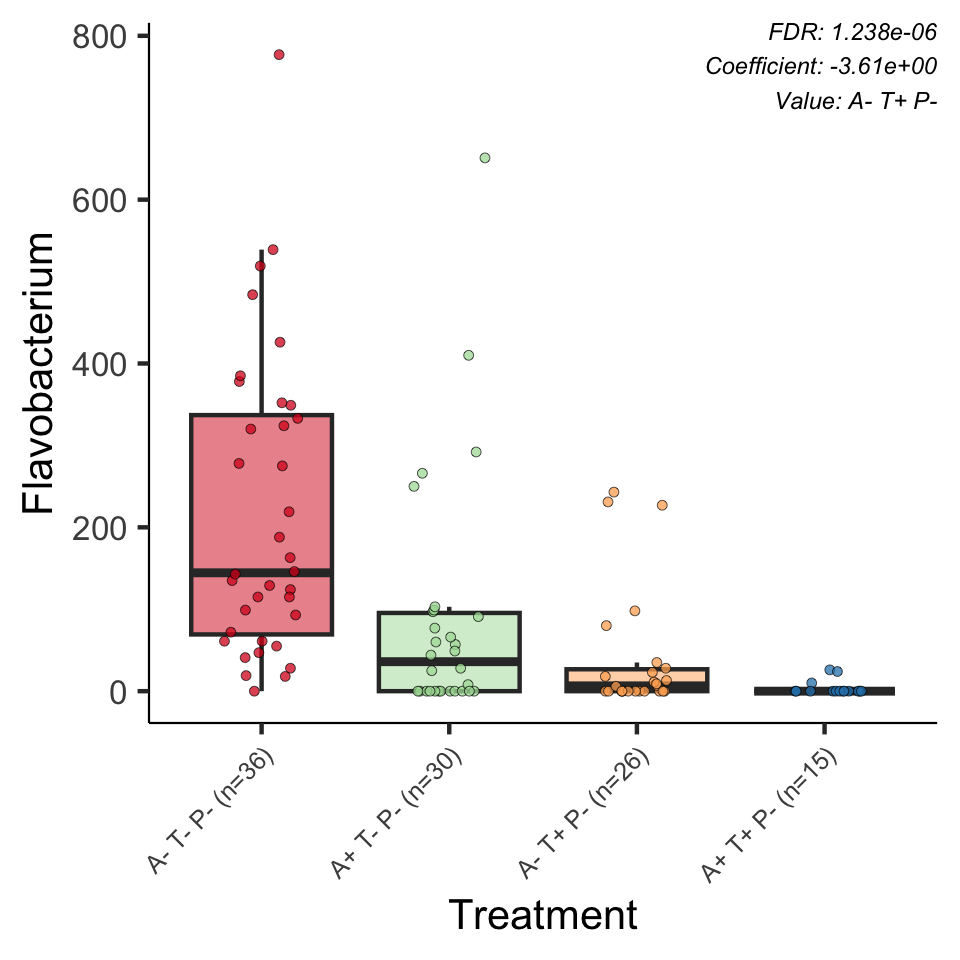 FDR: 1.238e-06
Coefficient: -3.61e+00
Value: A- T+ P-
Flavobacterium
800
600
400
200
0
A- T- P- (n=36)
A+ T- P- (n=30)
A- T+ P- (n=26)
A+ T+ P- (n=15)
Treatment